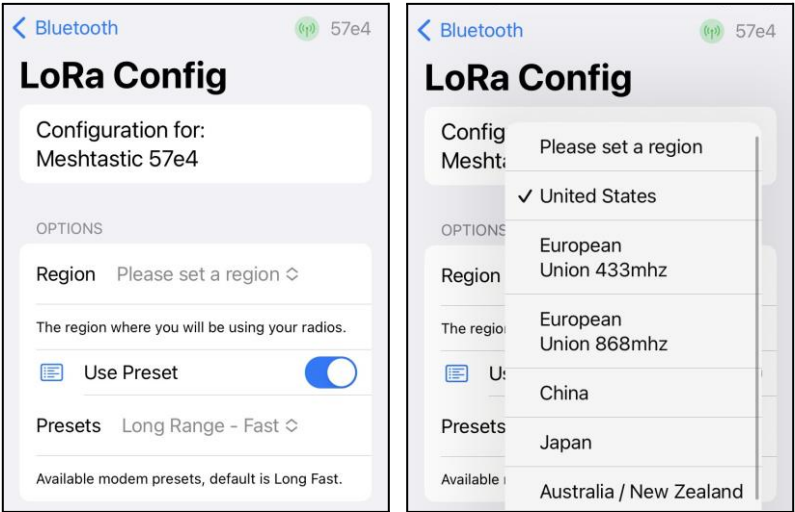 Bluetooth
57e4
LoRa Config
Configuration for:
Meshtastic 57e4
OPTIONS
Region Please set a region
The region where you will be using your radios.
Use Preset
Presets Long Range - Fast
Available modem presets, default is Long Fast.
Bluetooth
57e4
LoRa Config
Config
Meshta
Please set a region
✓ United States
OPTIONS
European
Union 433mhz
Region
European
Union 868mhz
The region
Us
China
Presets
Japan
Available
Australia / New Zealand